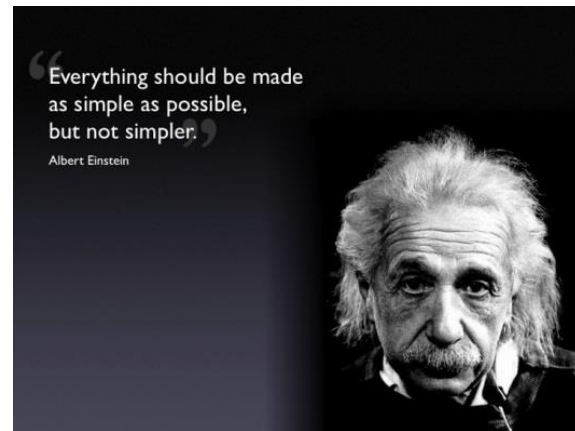 “Everything should be made
as simple as possible,
but not simpler.”
Albert Einstein